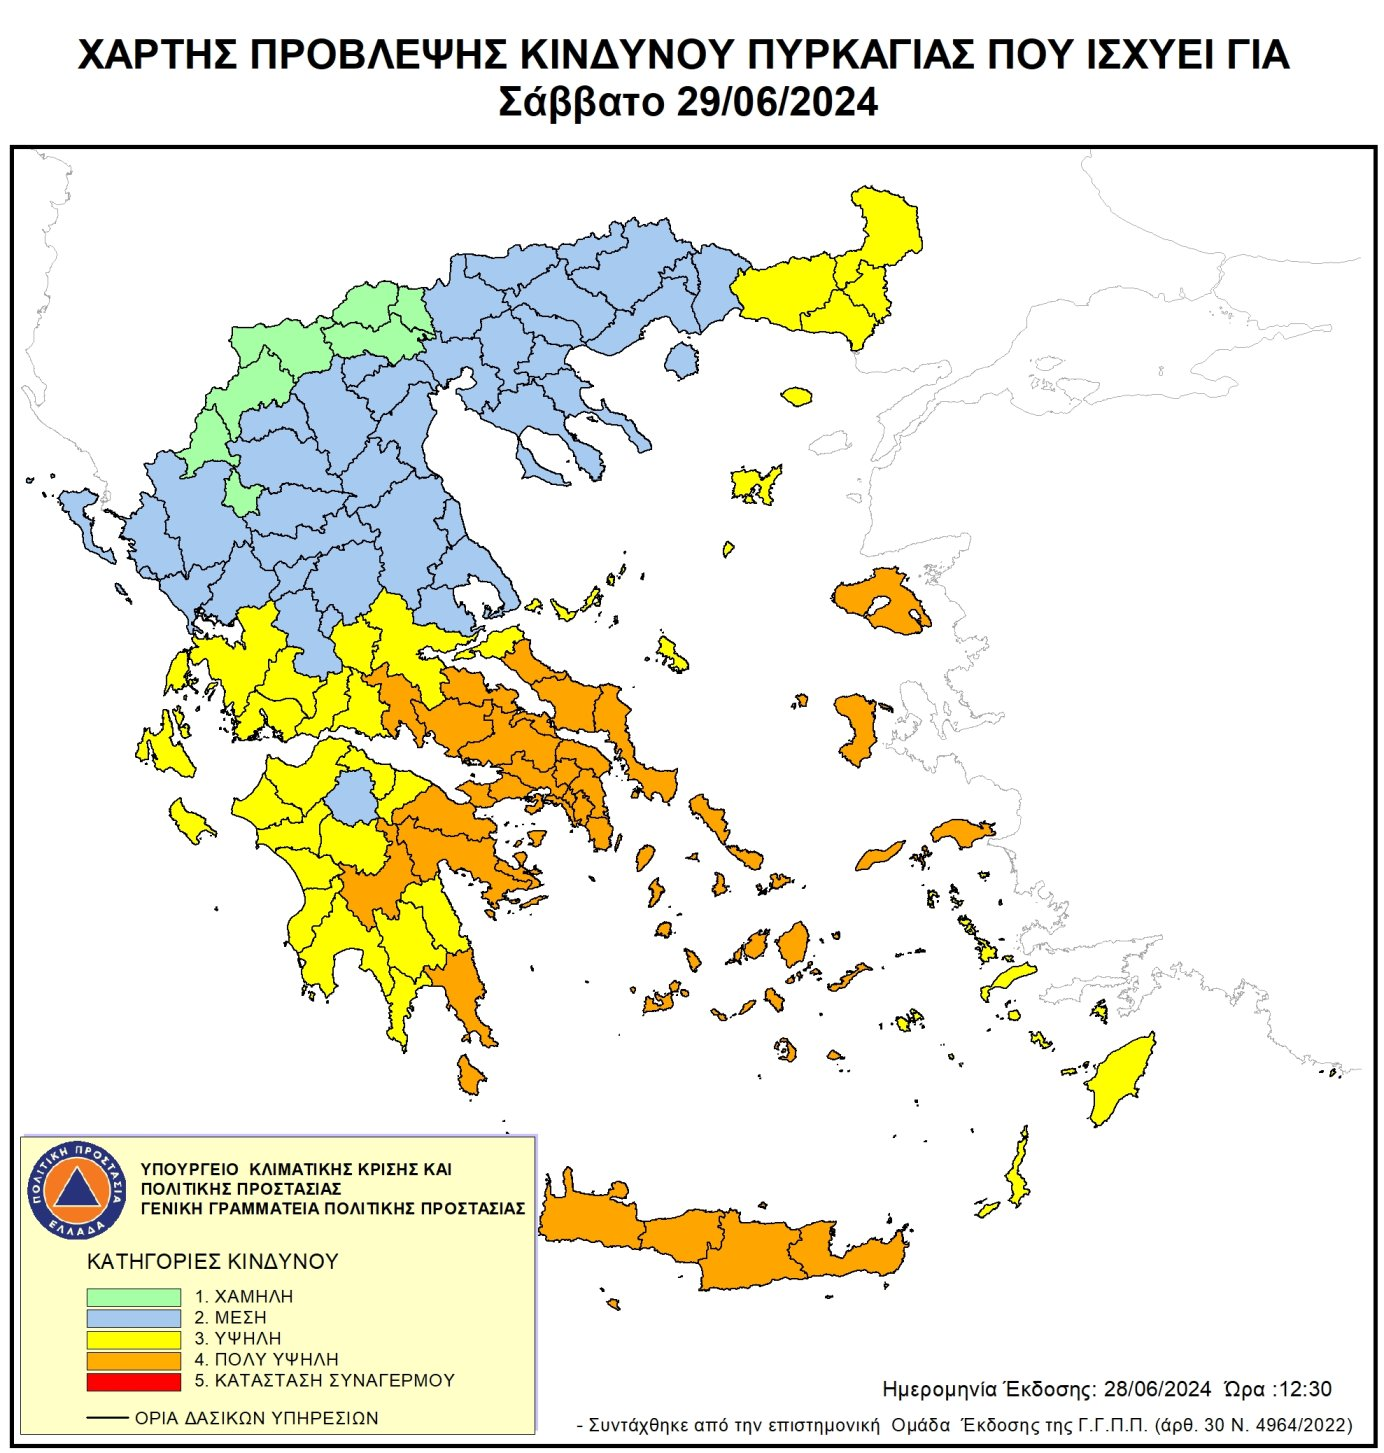 ΧΑΡΤΗΣ ΠΡΟΒΛΕΨΗΣ ΚΙΝΔΥΝΟΥ ΠΥΡΚΑΓΙΑΣ ΠΟΥ ΙΣΧΥΕΙ ΓΙΑ
Σάββατο 29/06/2024
ΠΟΛΙΤΙΚΗ ΠΡΟΣΤΑΣΙΑ
ΕΛΛΑΔΑ
ΥΠΟΥΡΓΕΙΟ ΚΛΙΜΑΤΙΚΗΣ ΚΡΙΣΗΣ ΚΑΙ
ΠΟΛΙΤΙΚΗΣ ΠΡΟΣΤΑΣΙΑΣ
ΓΕΝΙΚΗ ΓΡΑΜΜΑΤΕΙΑ ΠΟΛΙΤΙΚΗΣ ΠΡΟΣΤΑΣΙΑΣ
ΚΑΤΗΓΟΡΙΕΣ ΚΙΝΔΥΝΟΥ
1. ΧΑΜΗΛΗ
2. ΜΕΣΗ
3. ΥΨΗΛΗ
4. ΠΟΛΥ ΥΨΗΛΗ
5. ΚΑΤΑΣΤΑΣΗ ΣΥΝΑΓΕΡΜΟΥ
ΟΡΙΑ ΔΑΣΙΚΩΝ ΥΠΗΡΕΣΙΩΝ
Ημερομηνία Έκδοσης: 28/06/2024 Ώρα :12:30
- Συντάχθηκε από την επιστημονική Ομάδα Έκδοσης της Γ.Γ.Π.Π. (άρθ. 30 Ν. 4964/2022)